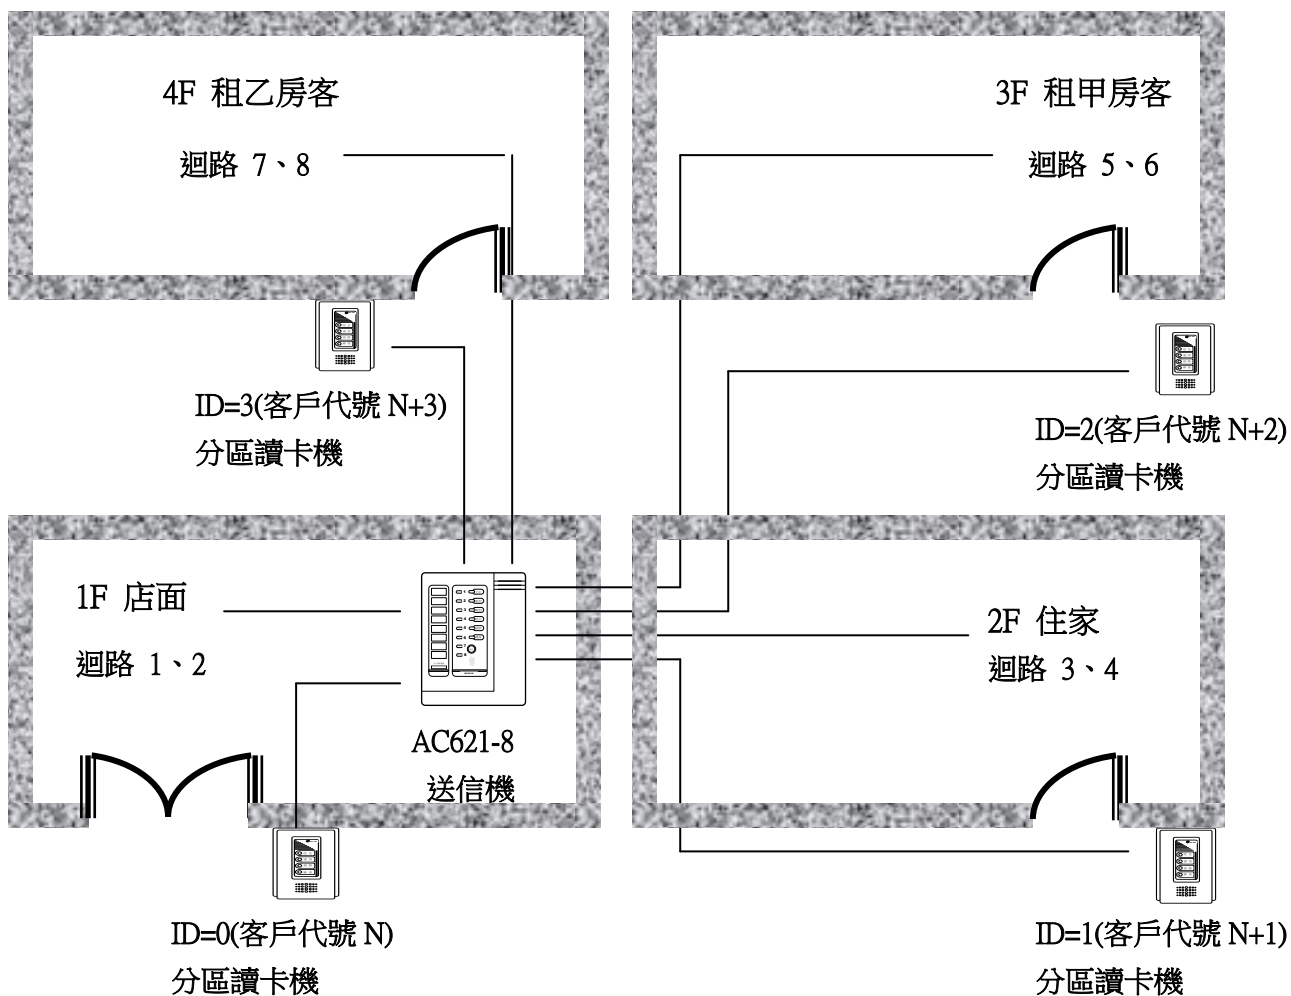 4F 租乙房客
迴路 7、8
3F 租甲房客
迴路 5、6
ID=3(客戶代號 N+3)
分區讀卡機
ID=2(客戶代號 N+2)
分區讀卡機
1F 店面
迴路 1、2
AC621-8
送信機
2F 住家
迴路 3、4
ID=0(客戶代號 N)
分區讀卡機
ID=1(客戶代號 N+1)
分區讀卡機